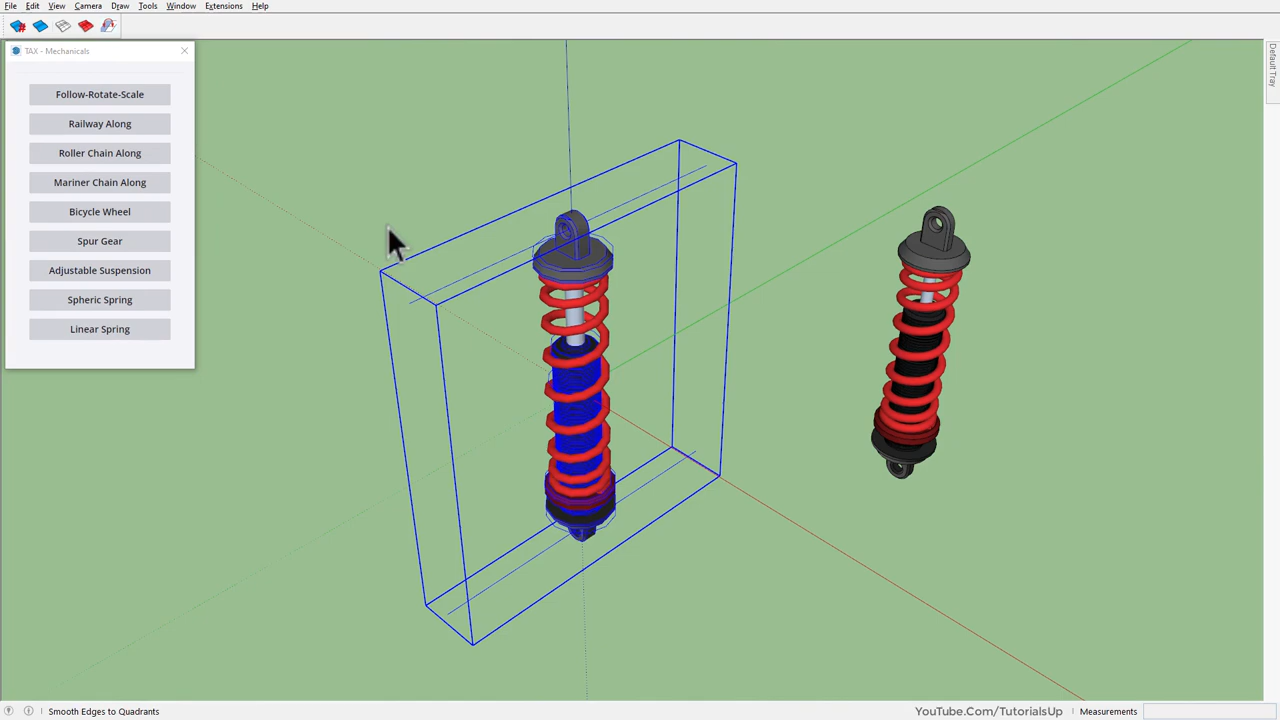 File Edit View Camera Draw Tools Window Extensions Help
TAX - Mechanicals
Follow-Rotate-Scale
Railway Along
Roller Chain Along
Mariner Chain Along
Bicycle Wheel
Spur Gear
Adjustable Suspension
Spheric Spring
Linear Spring
Default Tray
Smooth Edges to Quadrants
YouTube.Com/TutorialsUp
Measurements